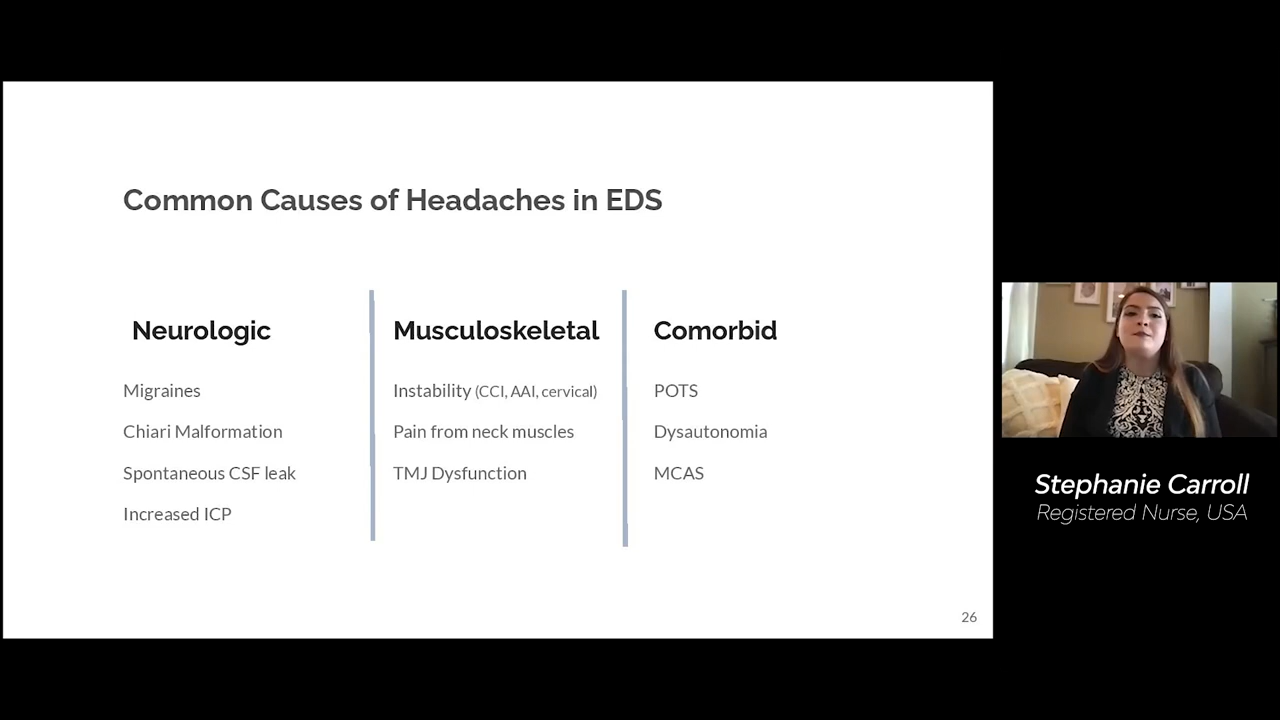 Common Causes of Headaches in EDS
Neurologic
Migraines
Chiari Malformation
Spontaneous CSF leak
Increased ICP
Musculoskeletal
Instability (CCI, AAI, cervical)
Pain from neck muscles
TMJ Dysfunction
Comorbid
POTS
Dysautonomia
MCAS
26
Stephanie Carroll
Registered Nurse, USA